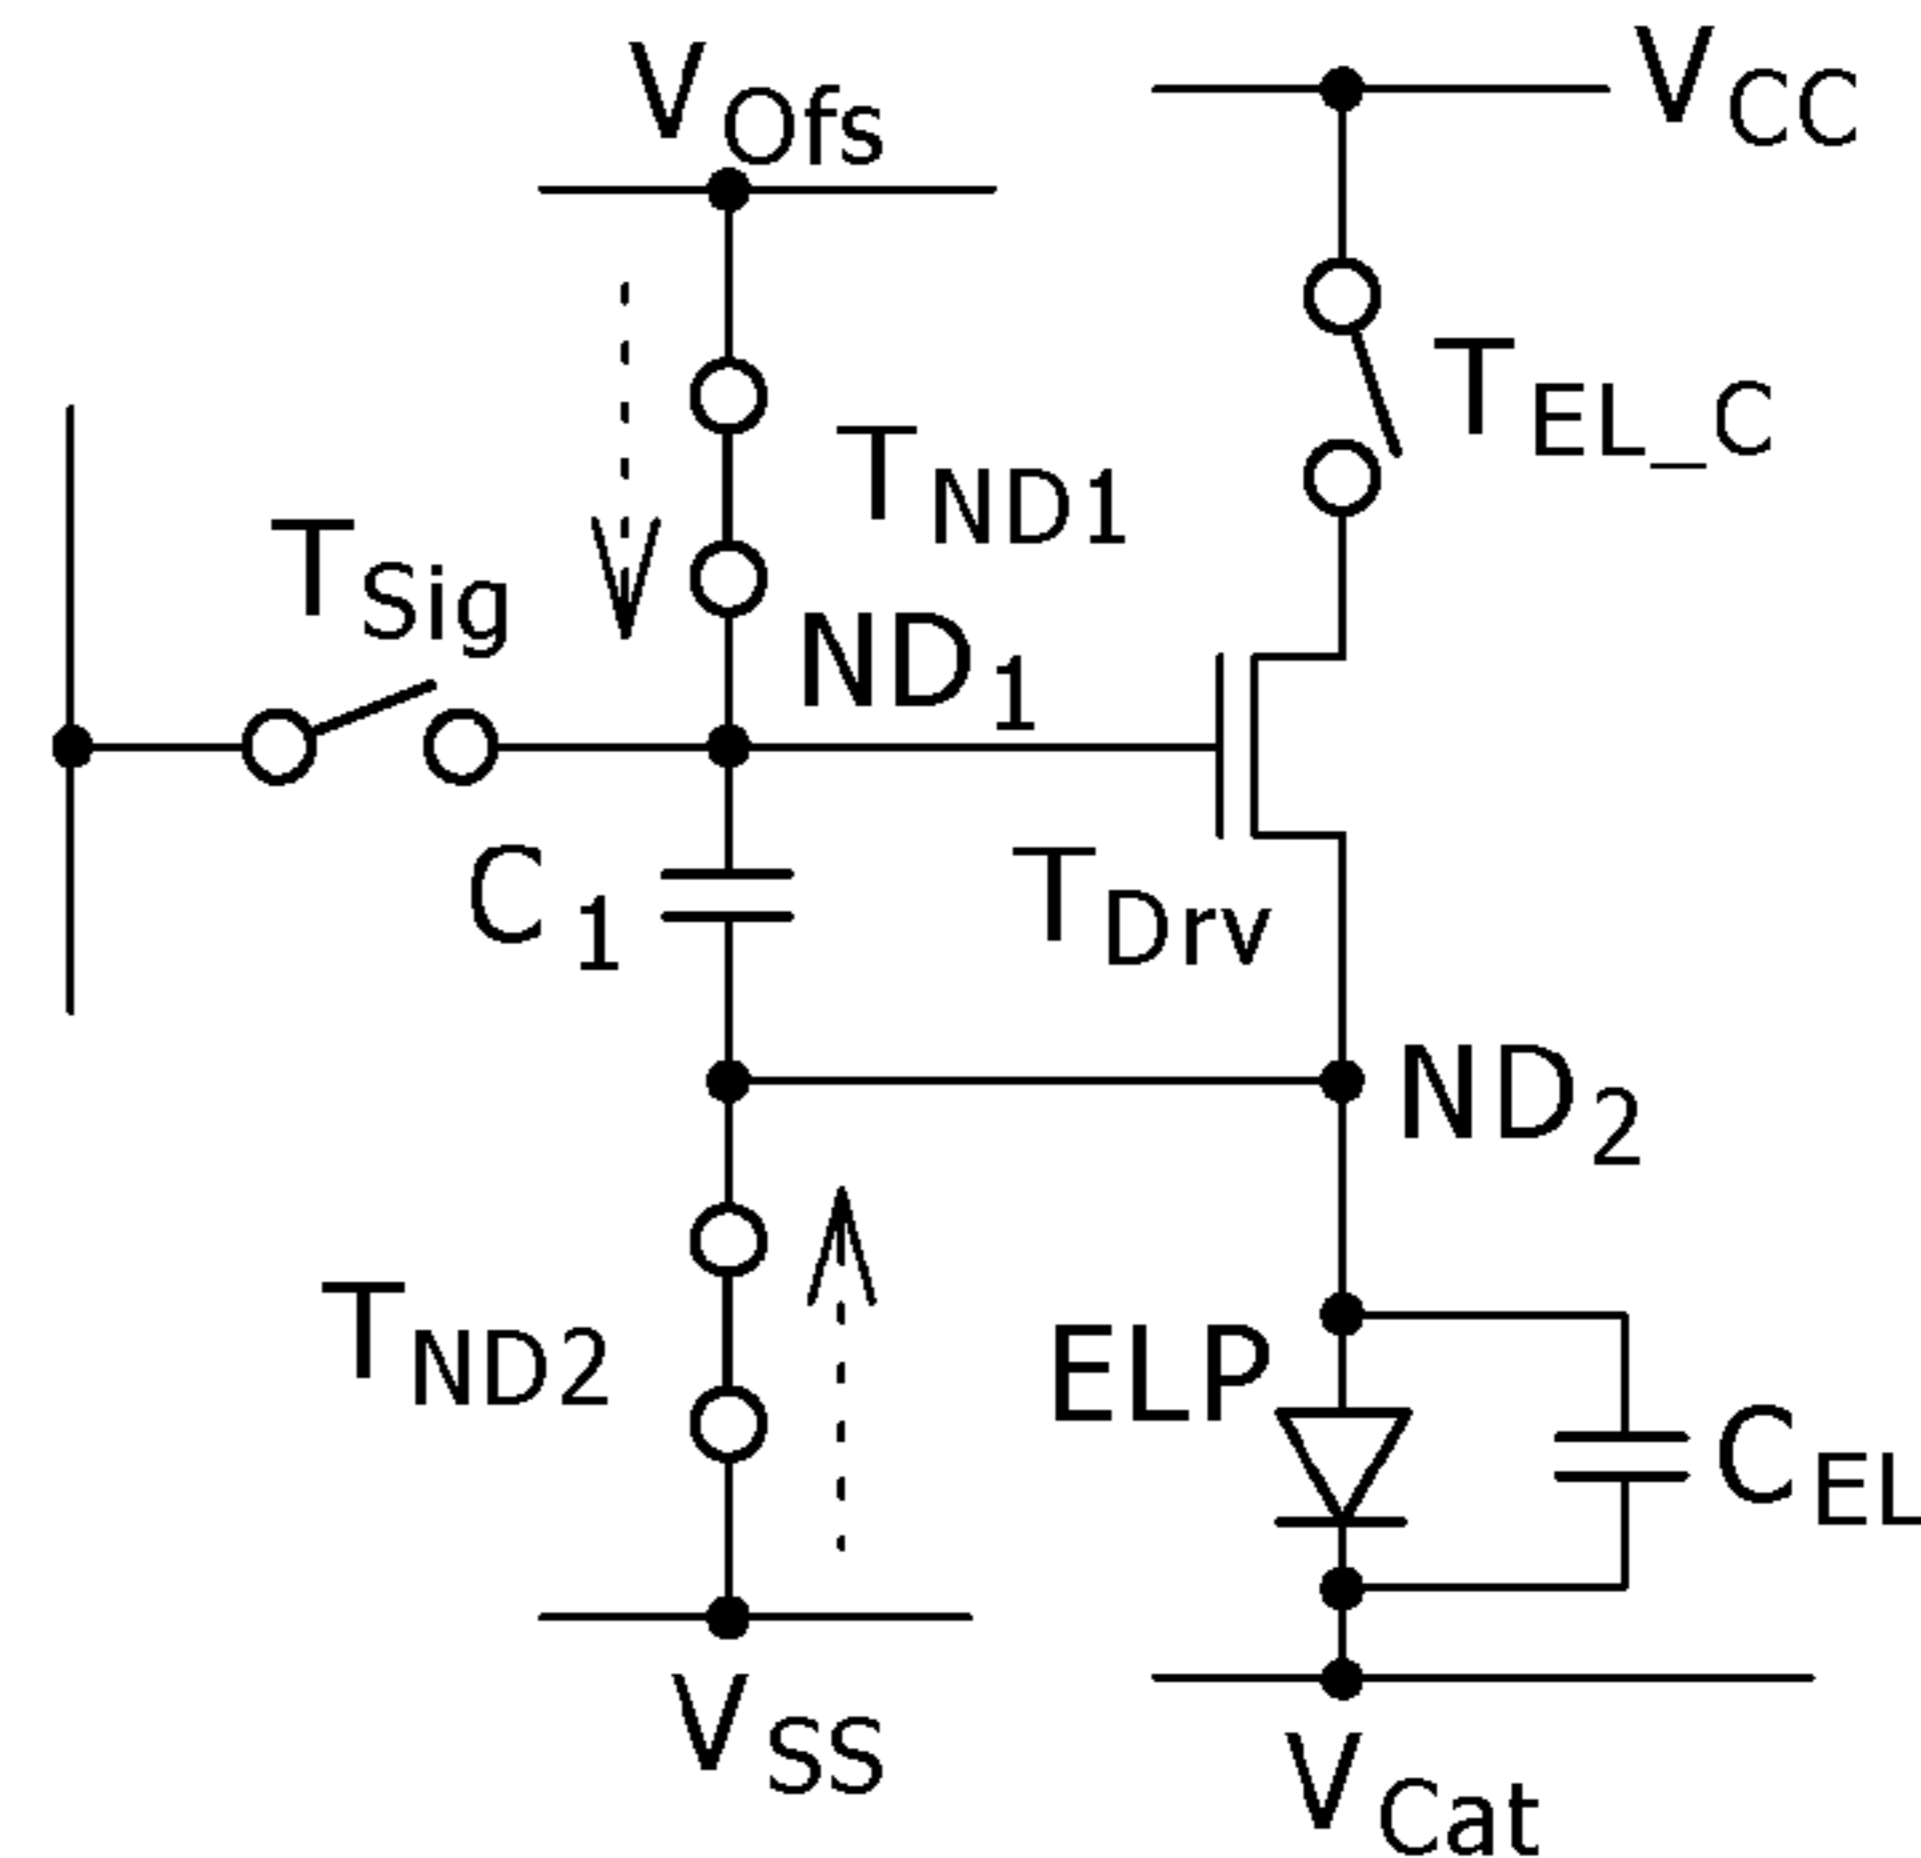 VOfs
VCC
TEL_C
TND1
TSig
ND1
C1
TDrv
ND2
TND2
ELP
CEL
VSS
VCat